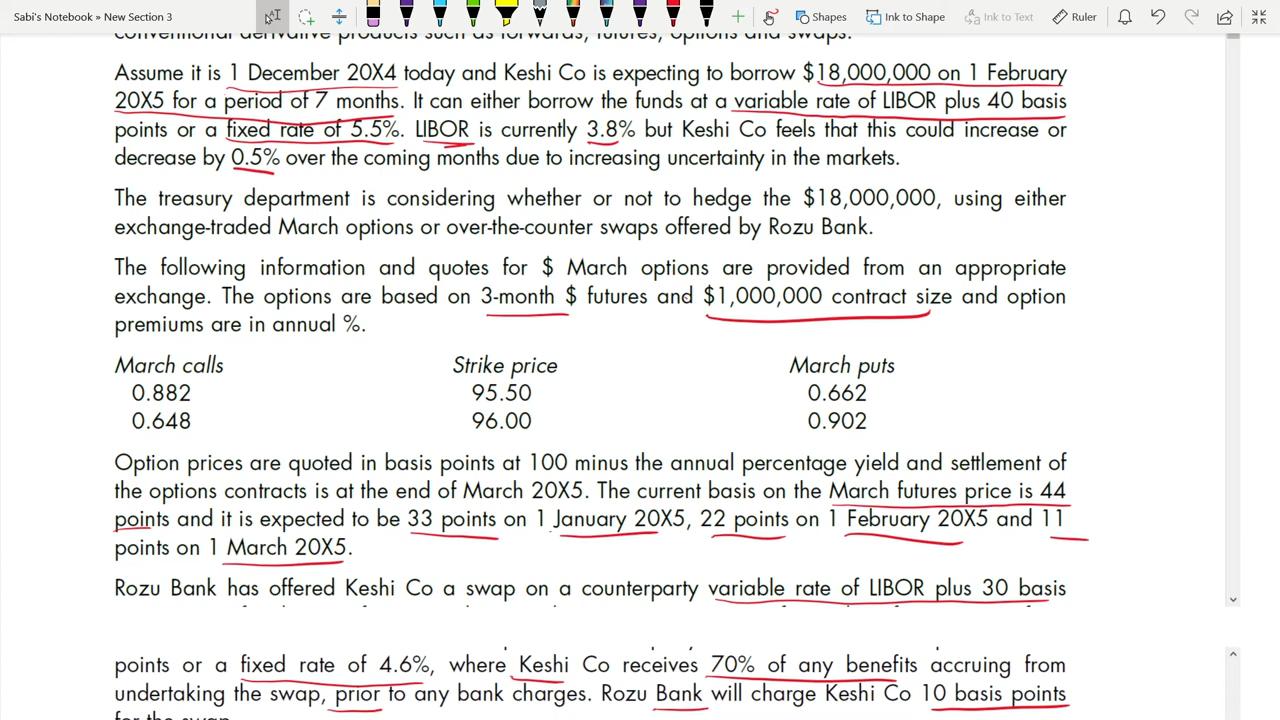 Sabi's Notebook » New Section 3
Shapes
Ink to Shape
Ink to Text
Ruler
conventional derivative products such as forwards, futures, options and swaps.
Assume it is 1 December 20X4 today and Keshi Co is expecting to borrow $18,000,000 on 1 February
20X5 for a period of 7 months. It can either borrow the funds at a variable rate of LIBOR plus 40 basis
points or a fixed rate of 5.5%. LIBOR is currently 3.8% but Keshi Co feels that this could increase or
decrease by 0.5% over the coming months due to increasing uncertainty in the markets.
The treasury department is considering whether or not to hedge the $18,000,000, using either
exchange-traded March options or over-the-counter swaps offered by Rozu Bank.
The following information and quotes for $ March options are provided from an appropriate
exchange. The options are based on 3-month $ futures and $1,000,000 contract size and option
premiums are in annual %.
March calls Strike price March puts
0.882 95.50 0.662
0.648 96.00 0.902
Option prices are quoted in basis points at 100 minus the annual percentage yield and settlement of
the options contracts is at the end of March 20X5. The current basis on the March futures price is 44
points and it is expected to be 33 points on 1 January 20X5, 22 points on 1 February 20X5 and 11
points on 1 March 20X5.
Rozu Bank has offered Keshi Co a swap on a counterparty variable rate of LIBOR plus 30 basis
points or a fixed rate of 4.6%, where Keshi Co receives 70% of any benefits accruing from
undertaking the swap, prior to any bank charges. Rozu Bank will charge Keshi Co 10 basis points
for the swap